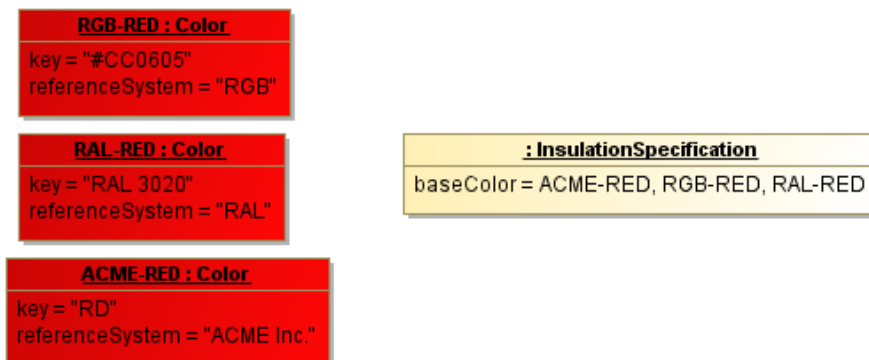 RGB-RED : Color
key = "#CC0605"
referenceSystem = "RGB"
RAL-RED : Color
key = "RAL 3020"
referenceSystem = "RAL"
: InsulationSpecification
baseColor = ACME-RED, RGB-RED, RAL-RED
ACME-RED : Color
key = "RD"
referenceSystem = "ACME Inc."